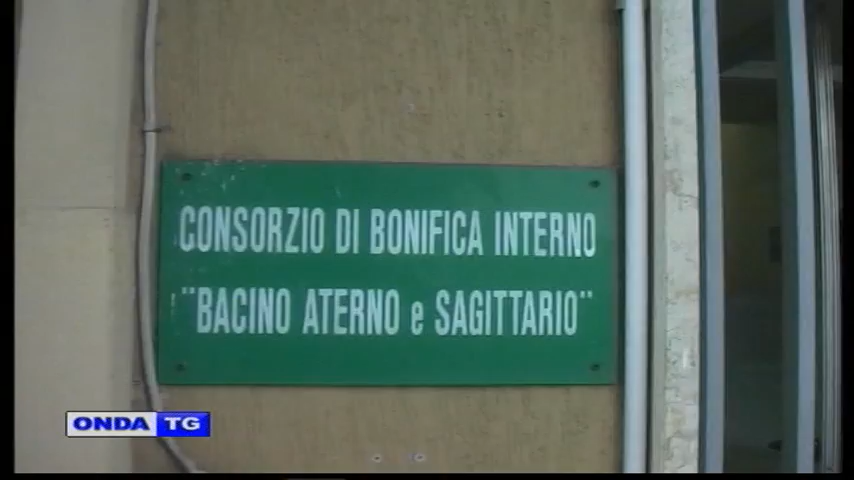 CONSORZIO DI BONIFICA INTERNO
"BACINO ATERNO e SAGITTARIO"
ONDA TG